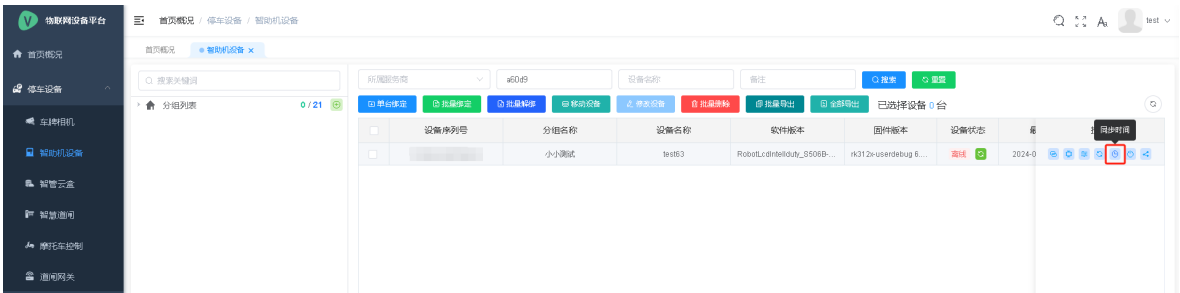 物联网设备平台
首页概况 / 停车设备 / 智助机设备
test
首页概况
首页概况
智助机设备 ×
停车设备
搜索关键词
所属服务商
a60d9
设备名称
备注
搜索
重置
分组列表
0 / 21
单台绑定
批量绑定
批量解绑
移动设备
修改设备
批量删除
批量导出
全部导出
已选择设备 0 台
车牌相机
设备序列号
分组名称
设备名称
软件版本
固件版本
设备状态
最
同步时间
智助机设备
小小测试
test63
RobotLcdIntellduty_S506B-...
rk312x-userdebug 6....
离线
2024-0
智管云盒
智慧道闸
摩托车控制
道闸网关